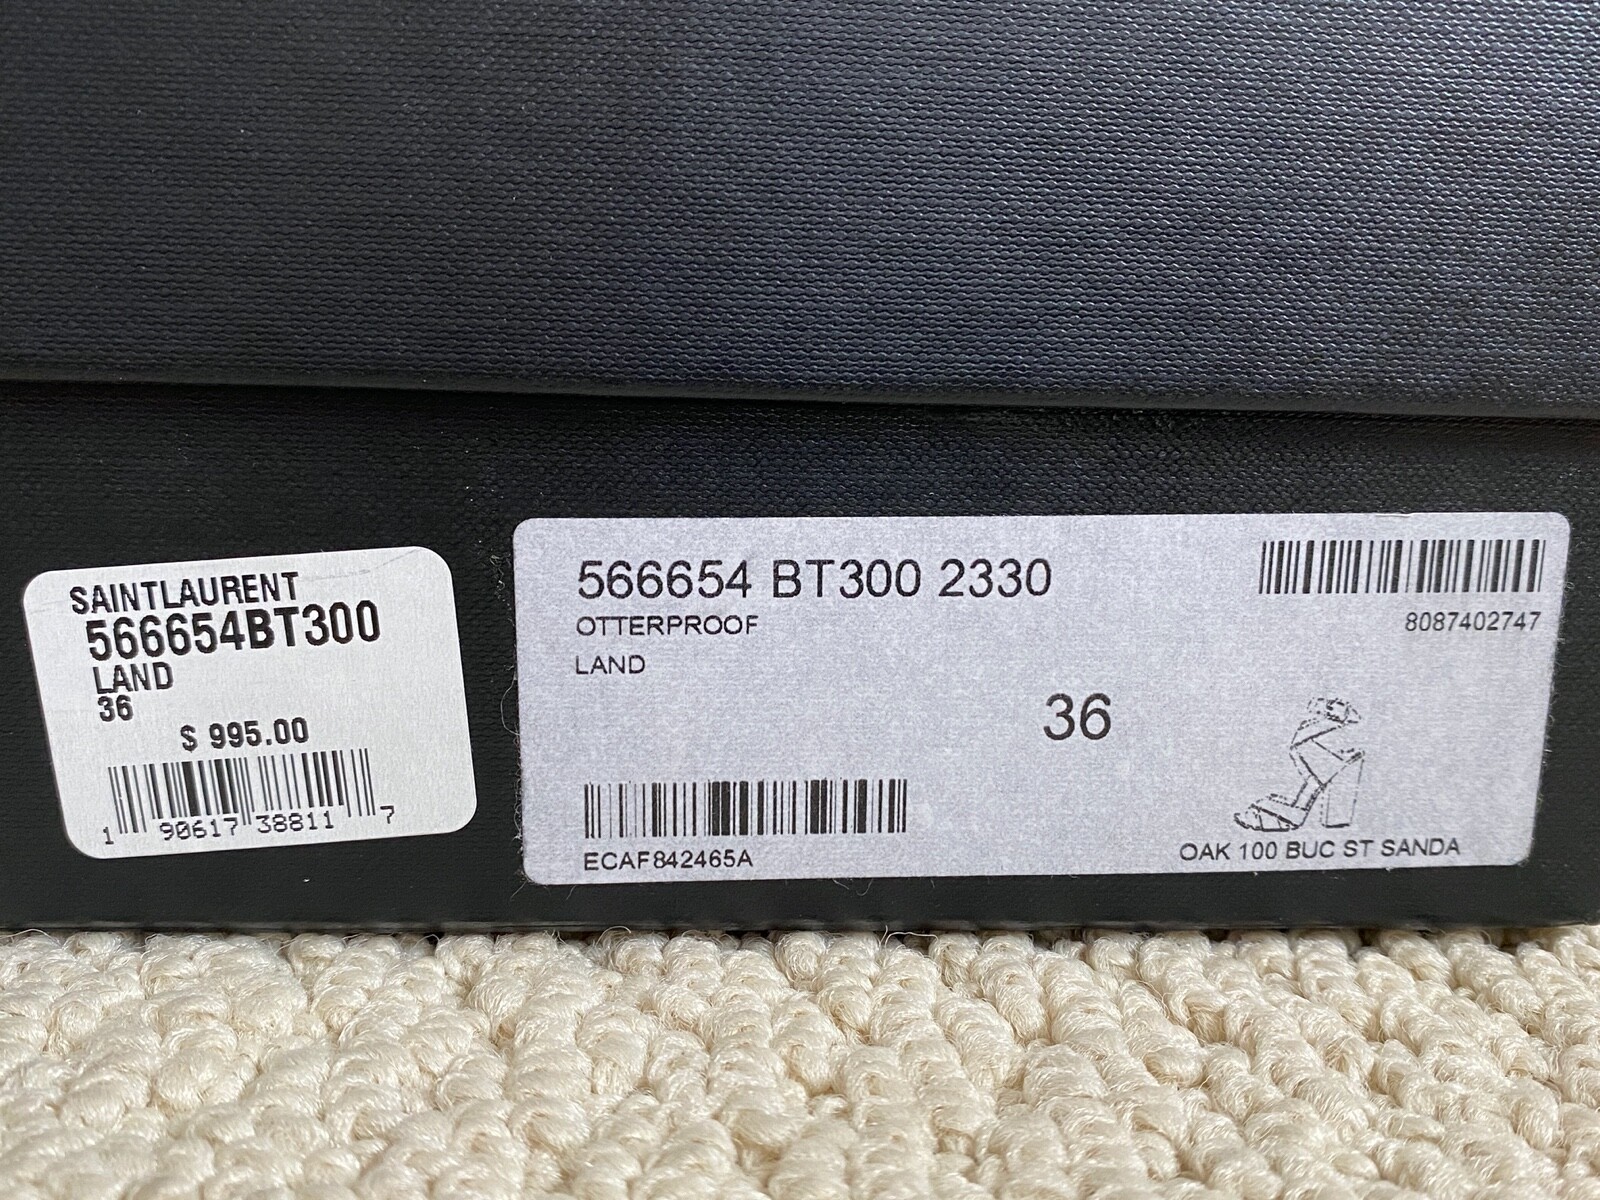 SAINTLAURENT
566654BT300
LAND
36
$ 995.00
1 90617 38811 7
566654 BT300 2330
OTTERPROOF
LAND
8087402747
36
ECAF842465A
OAK 100 BUC ST SANDA